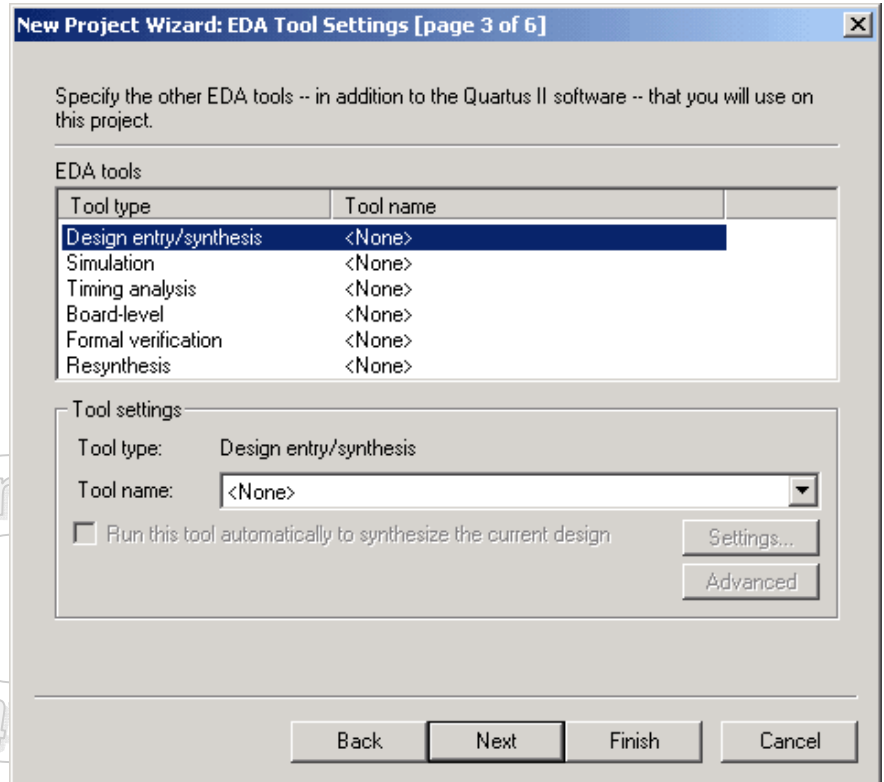 New Project Wizard: EDA Tool Settings [page 3 of 6]
Specify the other EDA tools -- in addition to the Quartus II software -- that you will use on
this project.
EDA tools
Tool type Tool name
Design entry/synthesis <None>
Simulation <None>
Timing analysis <None>
Board-level <None>
Formal verification <None>
Resynthesis <None>
Tool settings
Tool type: Design entry/synthesis
Tool name: <None>
Run this tool automatically to synthesize the current design Settings...
Advanced
Back Next Finish Cancel